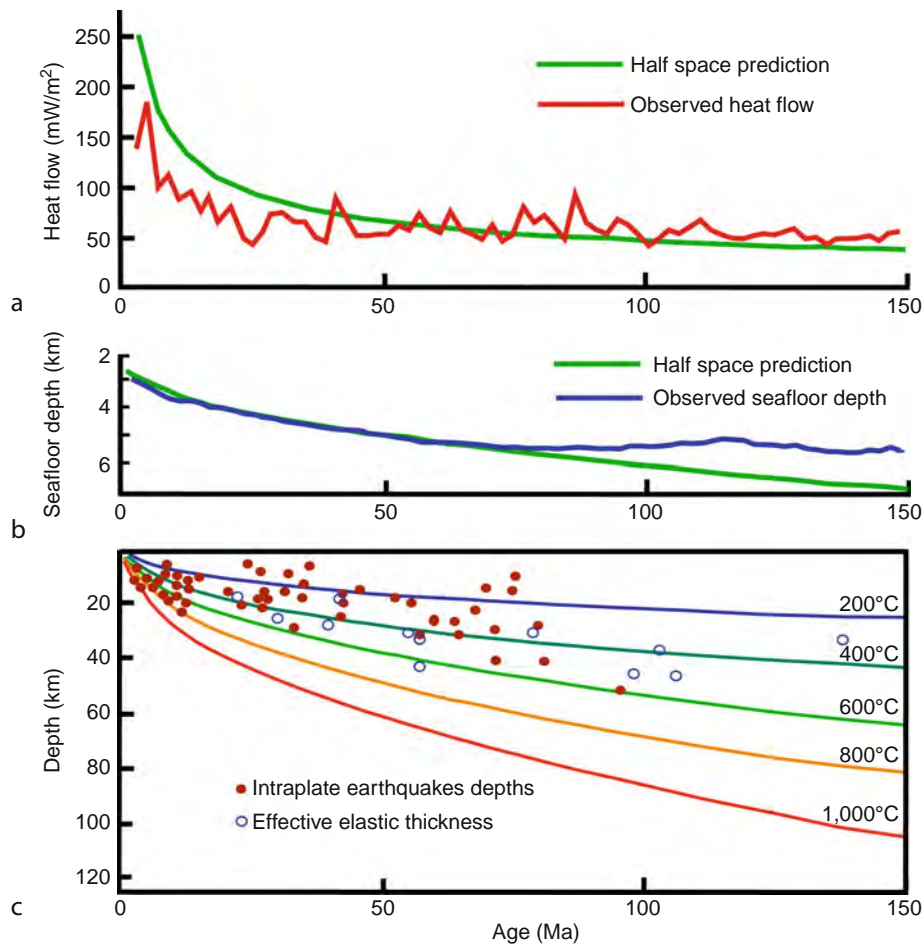 250
200
150
100
50
0
Heat flow (mW/m²)
Half space prediction
Observed heat flow
a
0
50
100
150
2
4
6
Seafloor depth (km)
Half space prediction
Observed seafloor depth
b
0
50
100
150
20
40
60
80
100
120
Depth (km)
200°C
400°C
600°C
800°C
1,000°C
Intraplate earthquakes depths
Effective elastic thickness
c
0
50
100
150
Age (Ma)